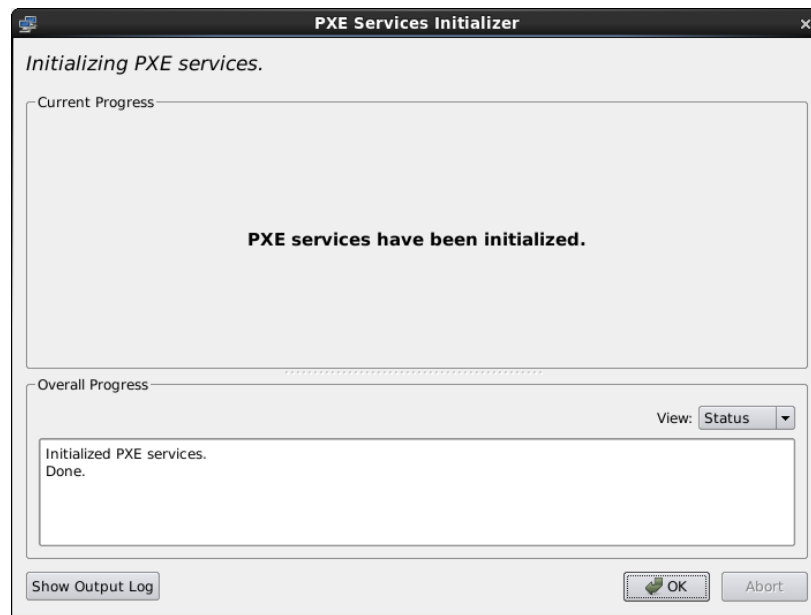 PXE Services Initializer
Initializing PXE services.
Current Progress
PXE services have been initialized.
Overall Progress
View: Status
Initialized PXE services.
Done.
Show Output Log OK Abort